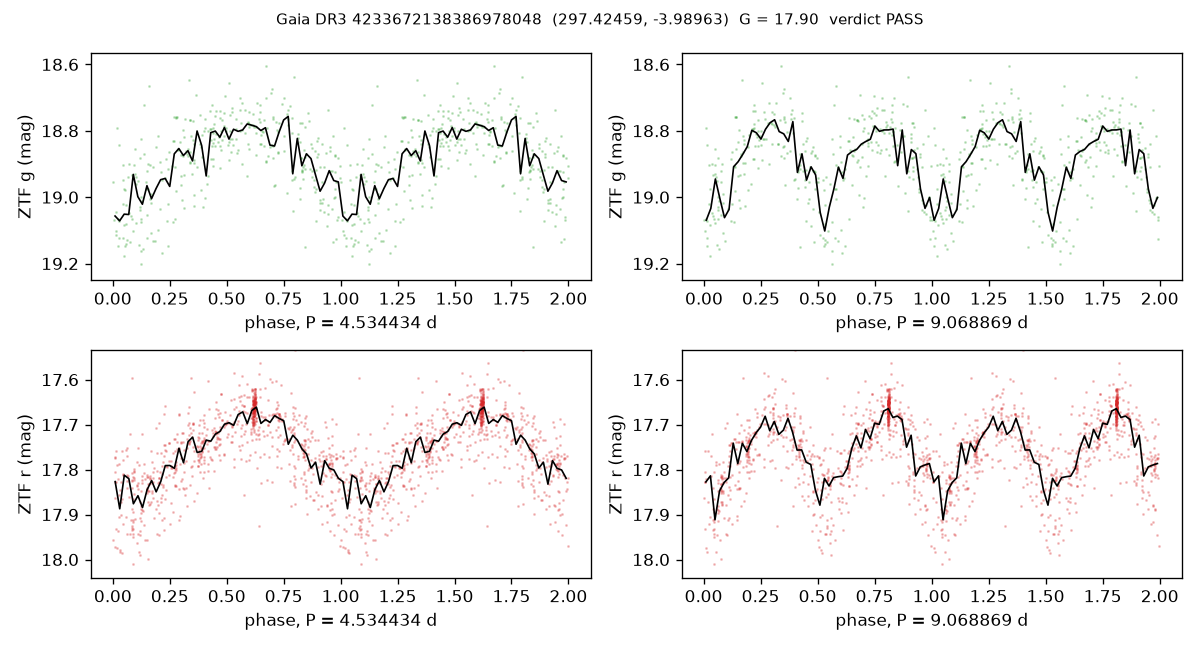 Gaia DR3 4233672138386978048 (297.42459, -3.98963) G = 17.90 verdict PASS
ZTF g (mag)
18.6
18.8
19.0
19.2
0.00 0.25 0.50 0.75 1.00 1.25 1.50 1.75 2.00
phase, P = 4.534434 d
ZTF g (mag)
18.6
18.8
19.0
19.2
0.00 0.25 0.50 0.75 1.00 1.25 1.50 1.75 2.00
phase, P = 9.068869 d
ZTF r (mag)
17.6
17.7
17.8
17.9
18.0
0.00 0.25 0.50 0.75 1.00 1.25 1.50 1.75 2.00
phase, P = 4.534434 d
ZTF r (mag)
17.6
17.7
17.8
17.9
18.0
0.00 0.25 0.50 0.75 1.00 1.25 1.50 1.75 2.00
phase, P = 9.068869 d